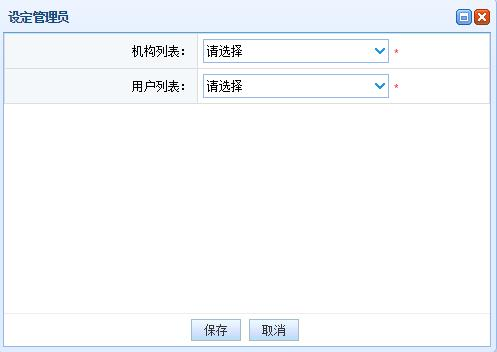 设定管理员
机构列表： 请选择 *
用户列表： 请选择 *
保存 取消